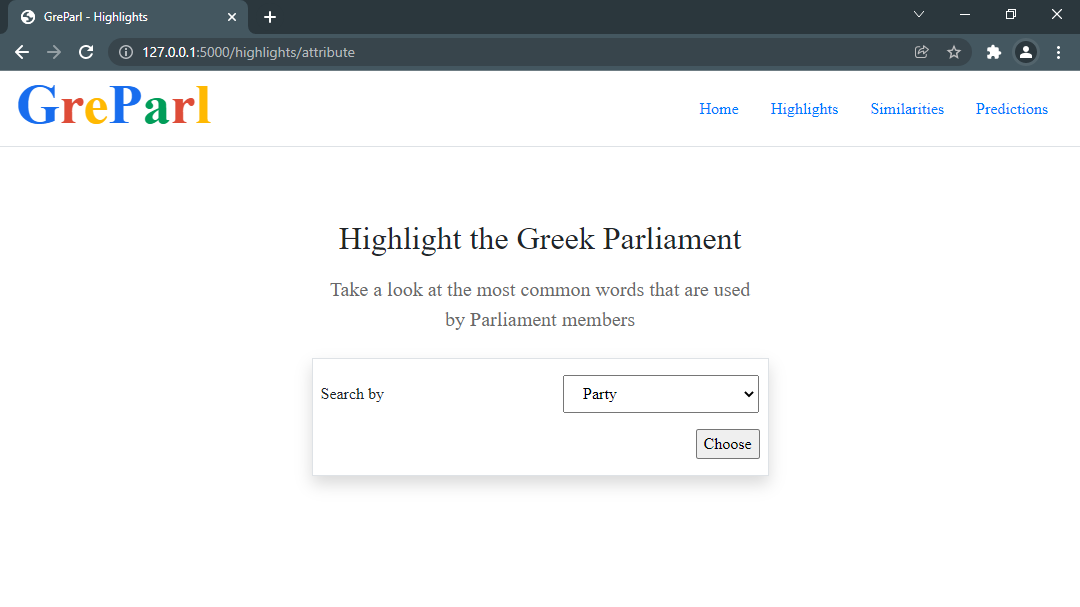 GreParl - Highlights
127.0.0.1:5000/highlights/attribute
GreParl
Home Highlights Similarities Predictions
Highlight the Greek Parliament
Take a look at the most common words that are used
by Parliament members
Search by Party
Choose